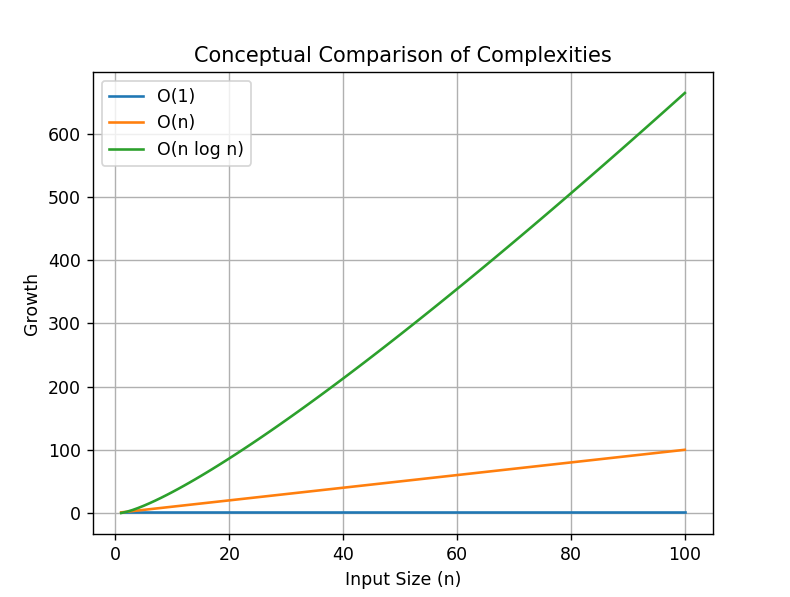 Conceptual Comparison of Complexities
O(1)
O(n)
O(n log n)
Growth
600
500
400
300
200
100
0
0 20 40 60 80 100
Input Size (n)